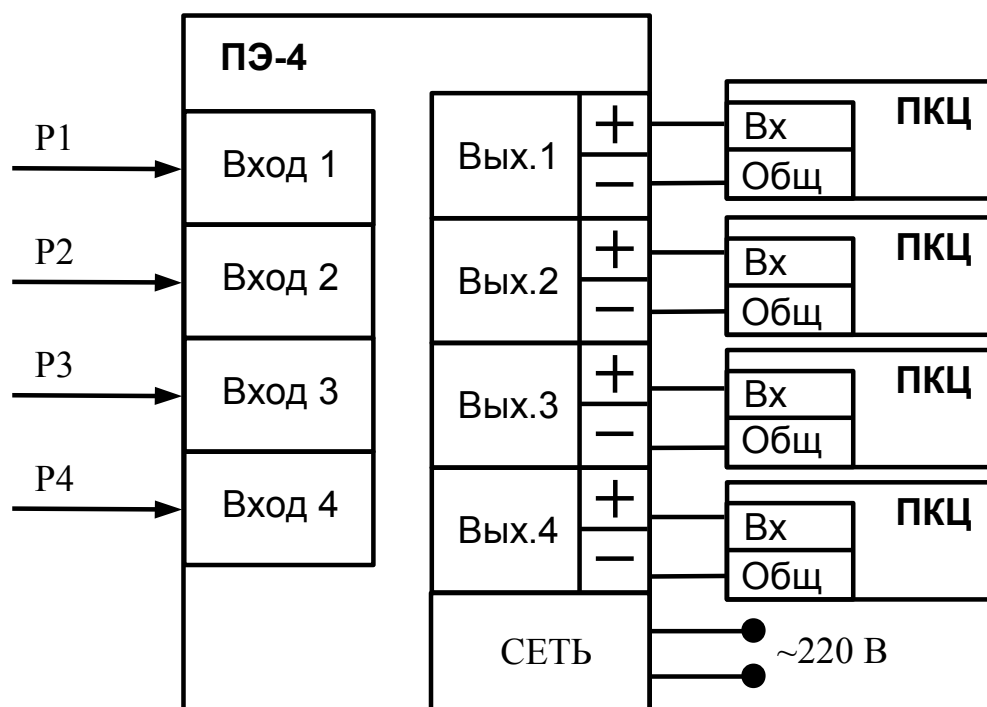 ПЭ-4
P1
Вход 1
P2
Вход 2
P3
Вход 3
P4
Вход 4
Вых.1
+
−
Вых.2
+
−
Вых.3
+
−
Вых.4
+
−
СЕТЬ
~220 В
ПКЦ
Вх
Общ
ПКЦ
Вх
Общ
ПКЦ
Вх
Общ
ПКЦ
Вх
Общ